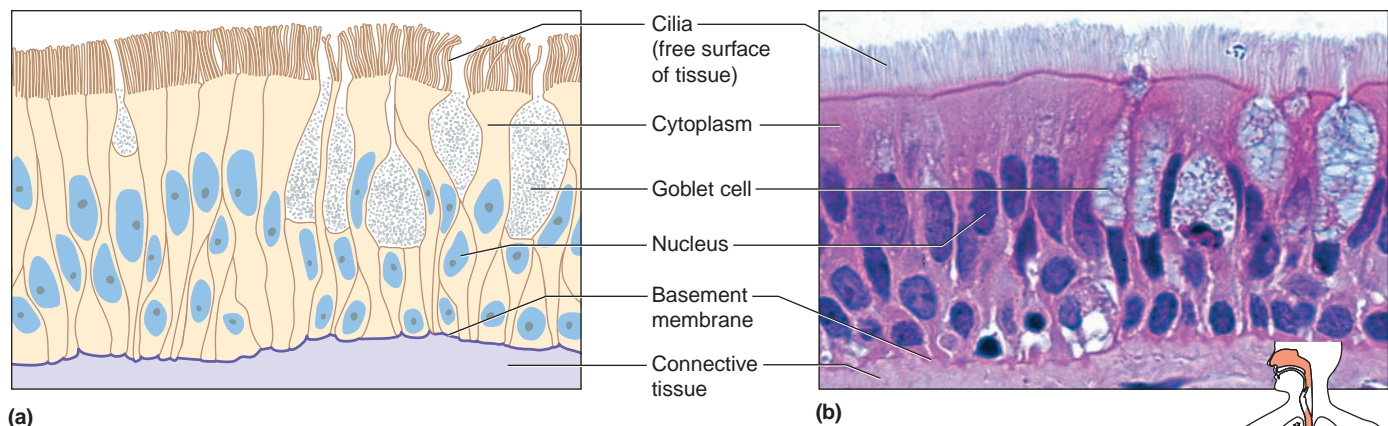 Cilia
(free surface
of tissue)
Cytoplasm
Goblet cell
Nucleus
Basement
membrane
Connective
tissue
(a)
(b)